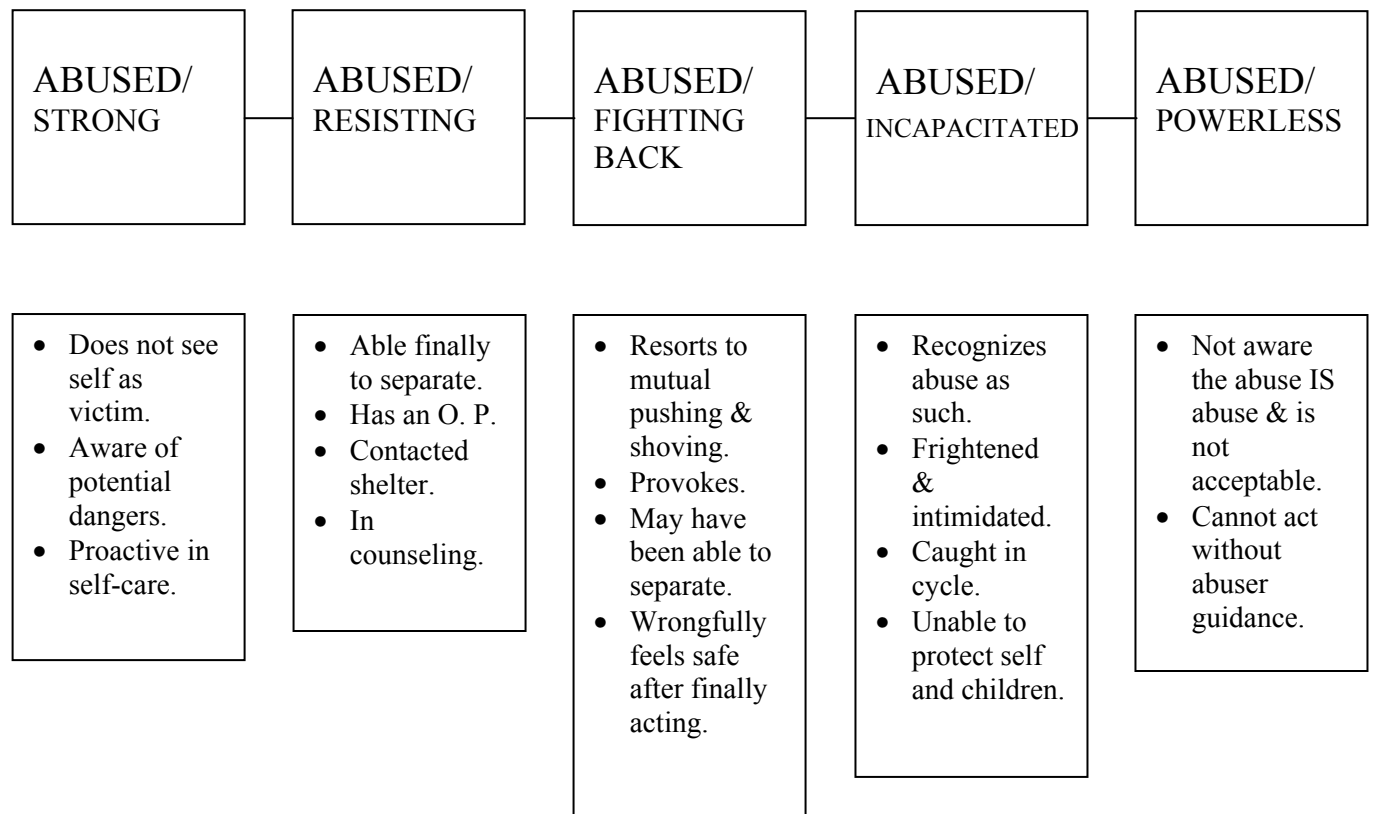 ABUSED/
STRONG
ABUSED/
RESISTING
ABUSED/
FIGHTING
BACK
ABUSED/
INCAPACITATED
ABUSED/
POWERLESS
• Does not see
self as
victim.
• Aware of
potential
dangers.
• Proactive in
self-care.
• Able finally
to separate.
• Has an O. P.
• Contacted
shelter.
• In
counseling.
• Resorts to
mutual
pushing &
shoving.
• Provokes.
• May have
been able to
separate.
• Wrongfully
feels safe
after finally
acting.
• Recognizes
abuse as
such.
• Frightened
&
intimidated.
• Caught in
cycle.
• Unable to
protect self
and children.
• Not aware
the abuse IS
abuse & is
not
acceptable.
• Cannot act
without
abuser
guidance.